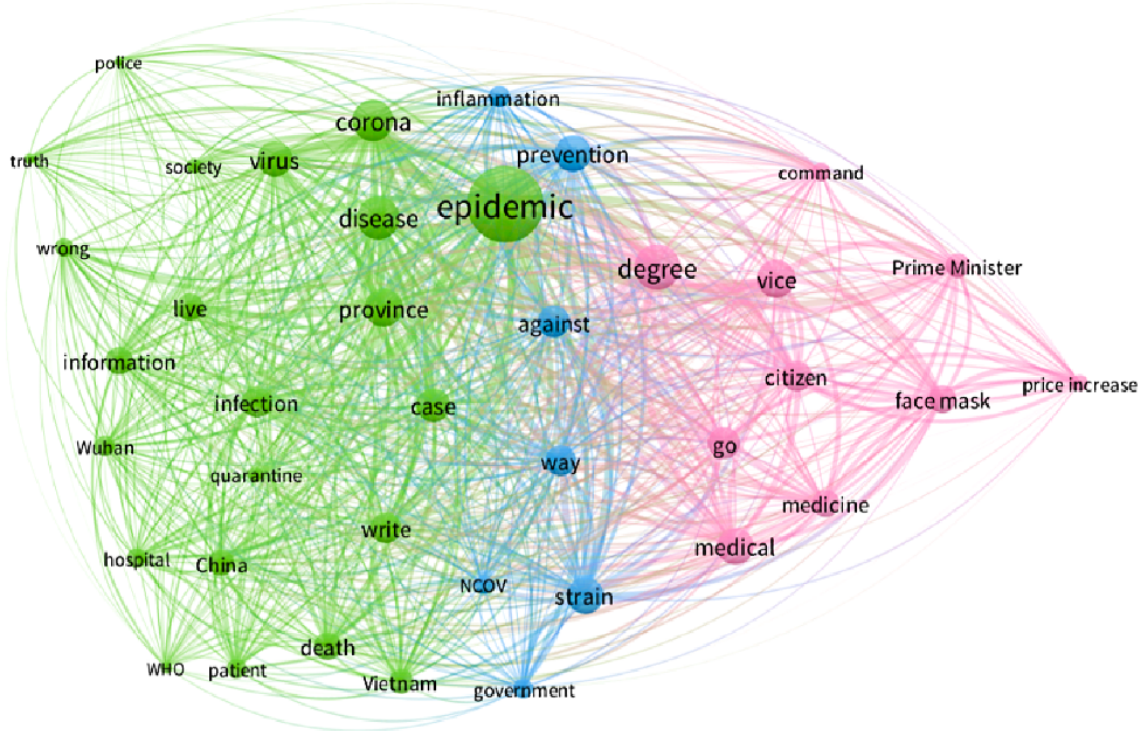 police
inflammation
corona
prevention
truth
society
virus
command
epidemic
disease
wrong
degree
vice
Prime Minister
live
province
against
information
citizen
price increase
infection
case
face mask
Wuhan
go
quarantine
way
medicine
write
medical
hospital
China
NCOV
strain
death
WHO
patient
Vietnam
government